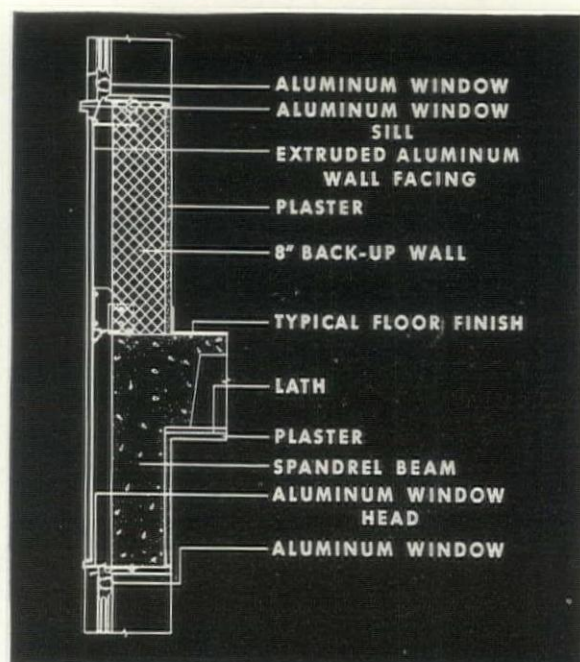 ALUMINUM WINDOW
ALUMINUM WINDOW
SILL
EXTRUDED ALUMINUM
WALL FACING
PLASTER
8" BACK-UP WALL
TYPICAL FLOOR FINISH
LATH
PLASTER
SPANDREL BEAM
ALUMINUM WINDOW
HEAD
ALUMINUM WINDOW